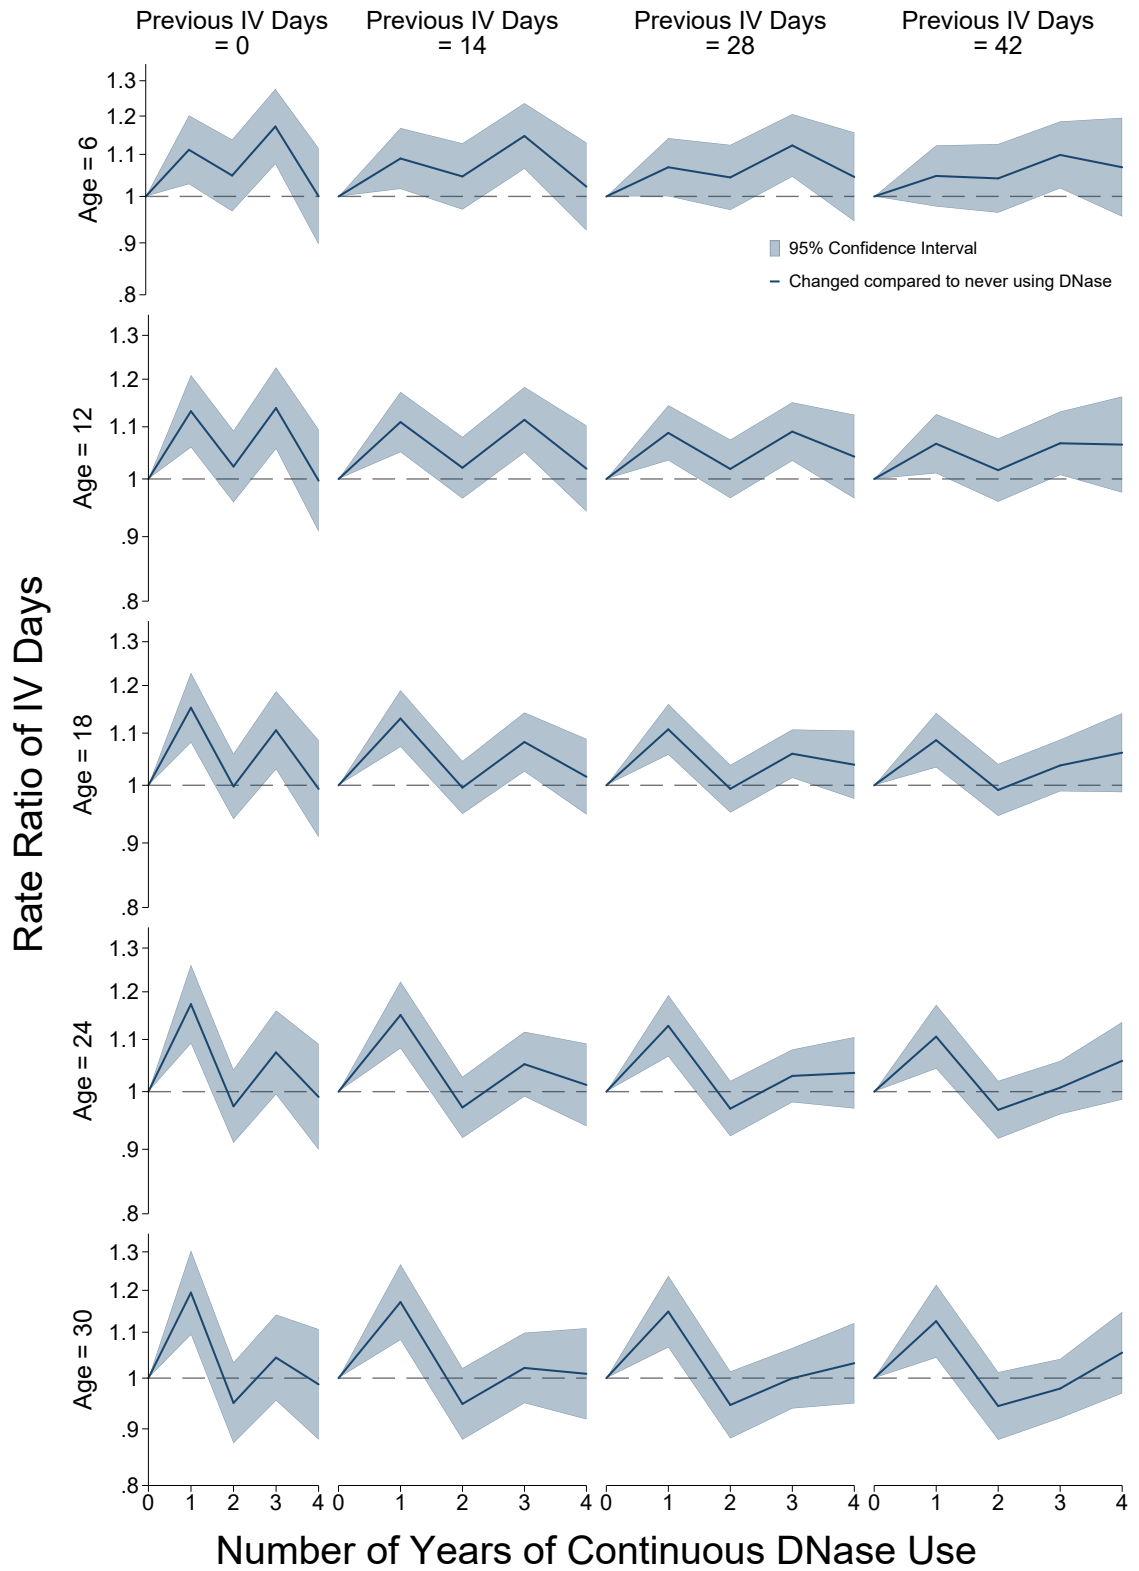 Previous IV Days
= 0
Previous IV Days
= 14
Previous IV Days
= 28
Previous IV Days
= 42
Rate Ratio of IV Days
Age = 6
1.3
1.2
1.1
1
.9
.8
95% Confidence Interval
Changed compared to never using DNase
Age = 12
1.3
1.2
1.1
1
.9
.8
Age = 18
1.3
1.2
1.1
1
.9
.8
Age = 24
1.3
1.2
1.1
1
.9
.8
Age = 30
1.3
1.2
1.1
1
.9
.8
0 1 2 3 4
0 1 2 3 4
0 1 2 3 4
0 1 2 3 4
Number of Years of Continuous DNase Use